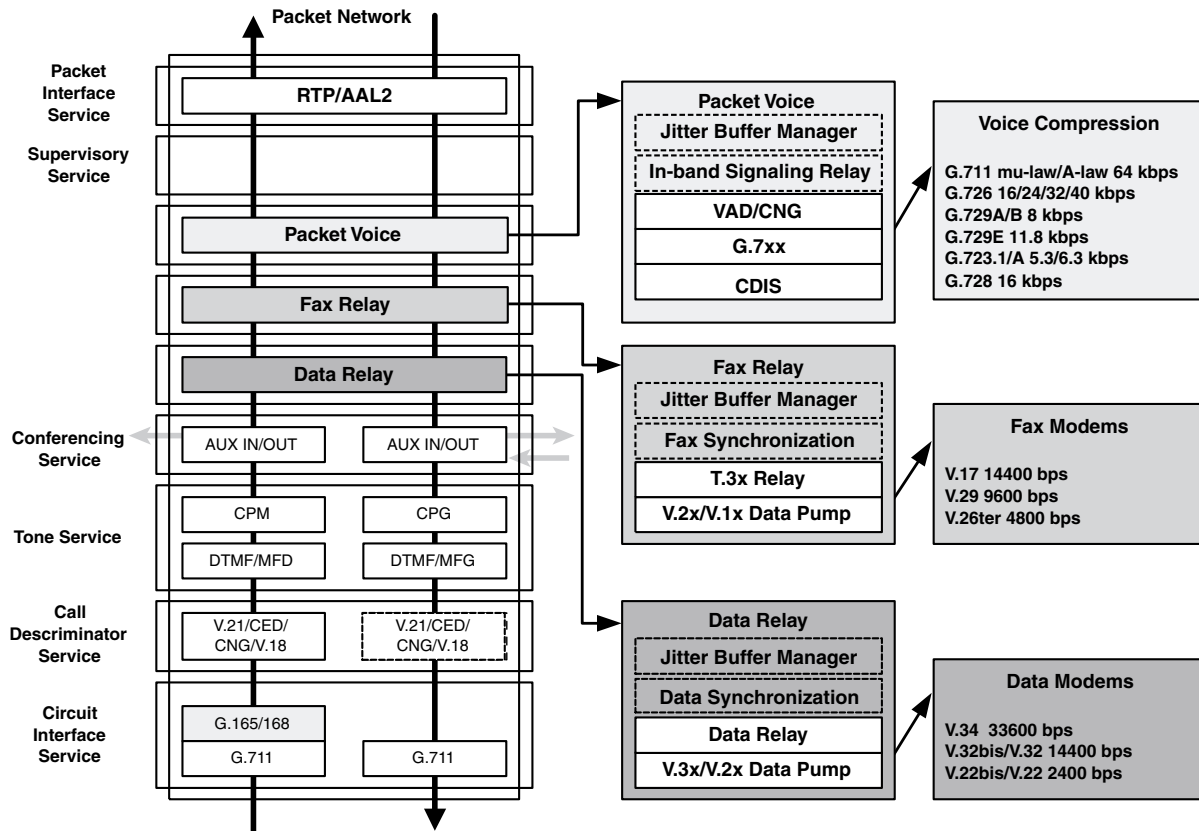 Packet Network
Packet
Interface
Service
RTP/AAL2
Supervisory
Service
Packet Voice
Fax Relay
Data Relay
Conferencing
Service
AUX IN/OUT
AUX IN/OUT
Tone Service
CPM
CPG
DTMF/MFD
DTMF/MFG
Call
Descriminator
Service
V.21/CED/
CNG/V.18
V.21/CED/
CNG/V.18
Circuit
Interface
Service
G.165/168
G.711
G.711
Packet Voice
Jitter Buffer Manager
In-band Signaling Relay
VAD/CNG
G.7xx
CDIS
Voice Compression
G.711 mu-law/A-law 64 kbps
G.726 16/24/32/40 kbps
G.729A/B 8 kbps
G.729E 11.8 kbps
G.723.1/A 5.3/6.3 kbps
G.728 16 kbps
Fax Relay
Jitter Buffer Manager
Fax Synchronization
T.3x Relay
V.2x/V.1x Data Pump
Fax Modems
V.17 14400 bps
V.29 9600 bps
V.26ter 4800 bps
Data Relay
Jitter Buffer Manager
Data Synchronization
Data Relay
V.3x/V.2x Data Pump
Data Modems
V.34 33600 bps
V.32bis/V.32 14400 bps
V.22bis/V.22 2400 bps